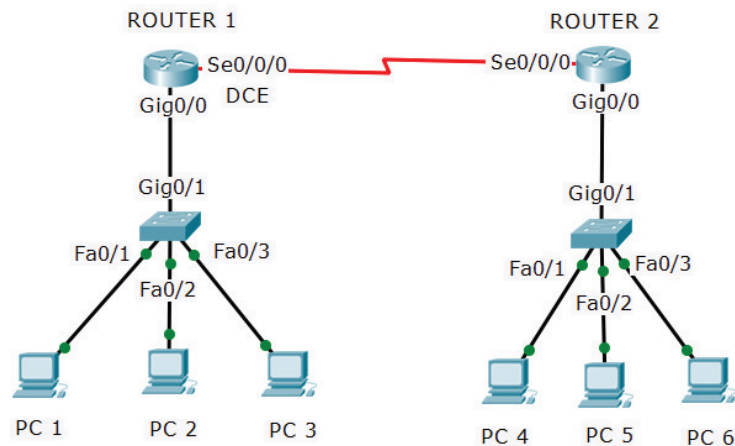 ROUTER 1
ROUTER 2
Se0/0/0
Se0/0/0
DCE
Gig0/0
Gig0/0
Gig0/1
Gig0/1
Fa0/1
Fa0/3
Fa0/2
Fa0/1
Fa0/3
Fa0/2
PC 1
PC 2
PC 3
PC 4
PC 5
PC 6